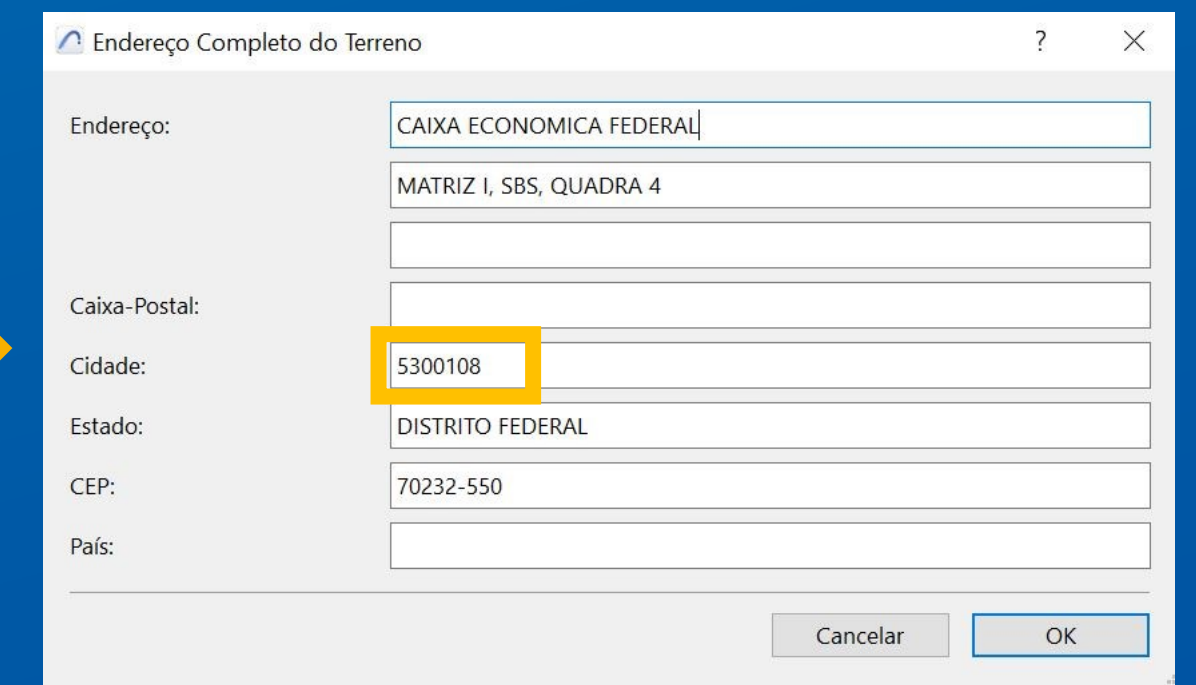 Endereço Completo do Terreno ? ×
Endereço: CAIXA ECONOMICA FEDERAL
MATRIZ I, SBS, QUADRA 4
Caixa-Postal:
Cidade: 5300108
Estado: DISTRITO FEDERAL
CEP: 70232-550
País:
Cancelar OK